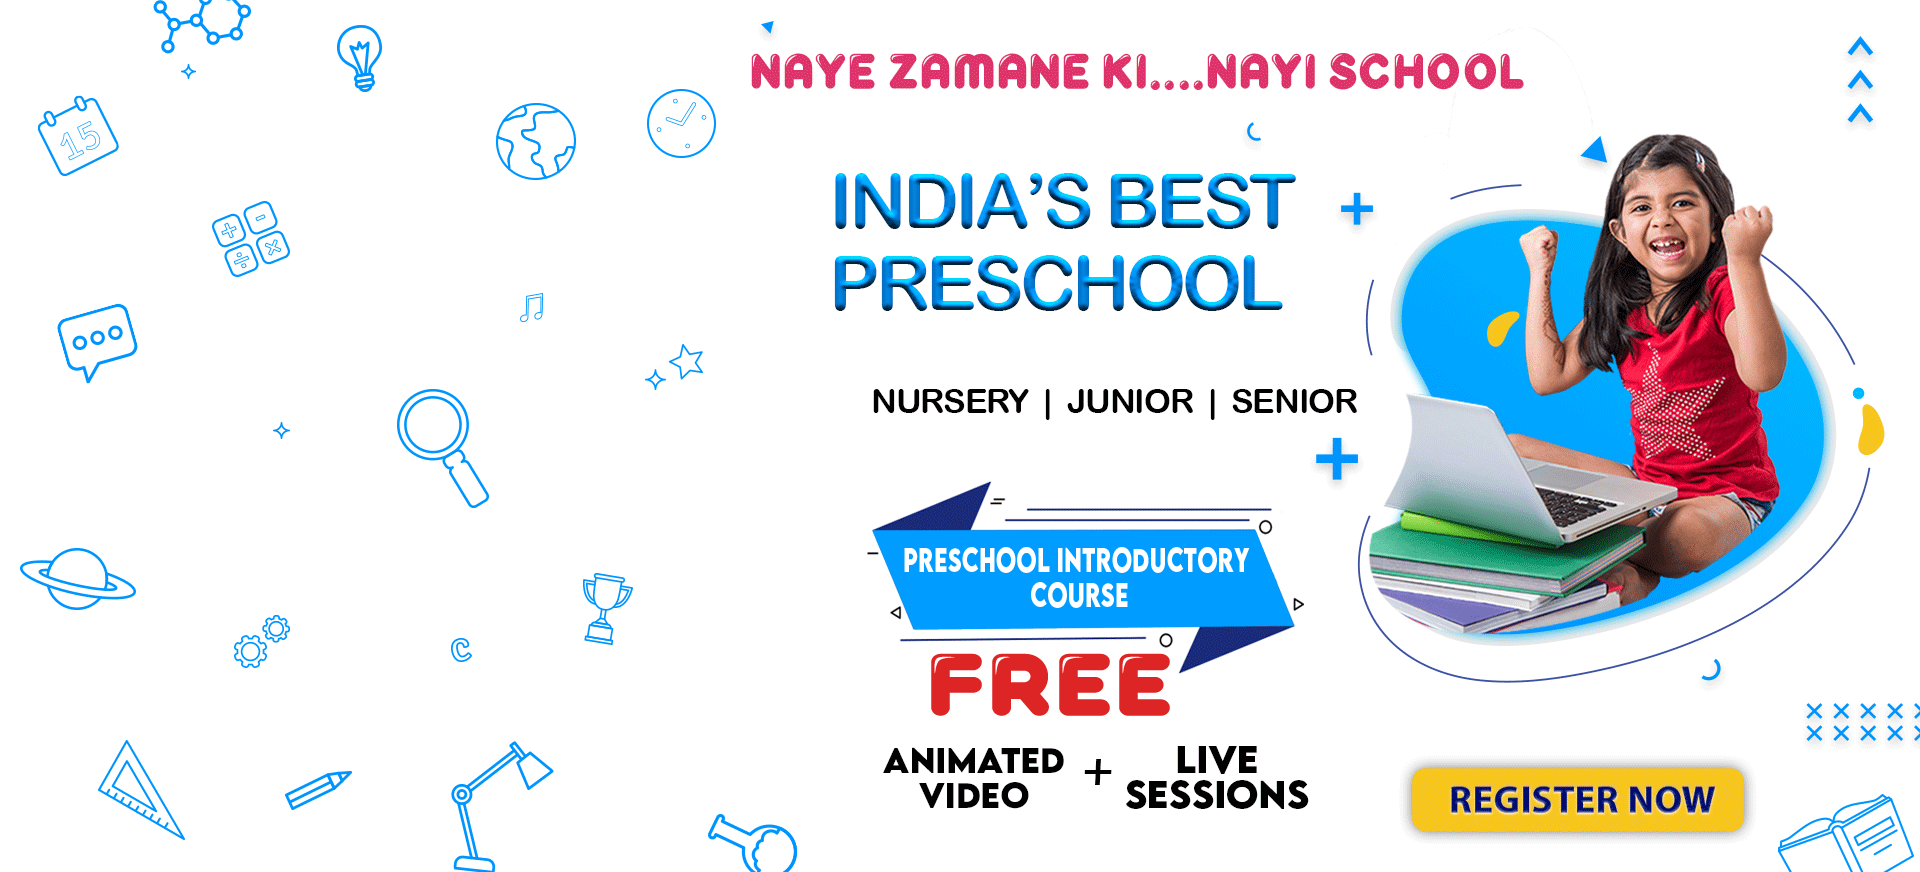 NAYE ZAMANE KI....NAYI SCHOOL
15
INDIA'S BEST
PRESCHOOL
NURSERY | JUNIOR | SENIOR
PRESCHOOL INTRODUCTORY
COURSE
FREE
ANIMATED
VIDEO
+
LIVE
SESSIONS
REGISTER NOW
C